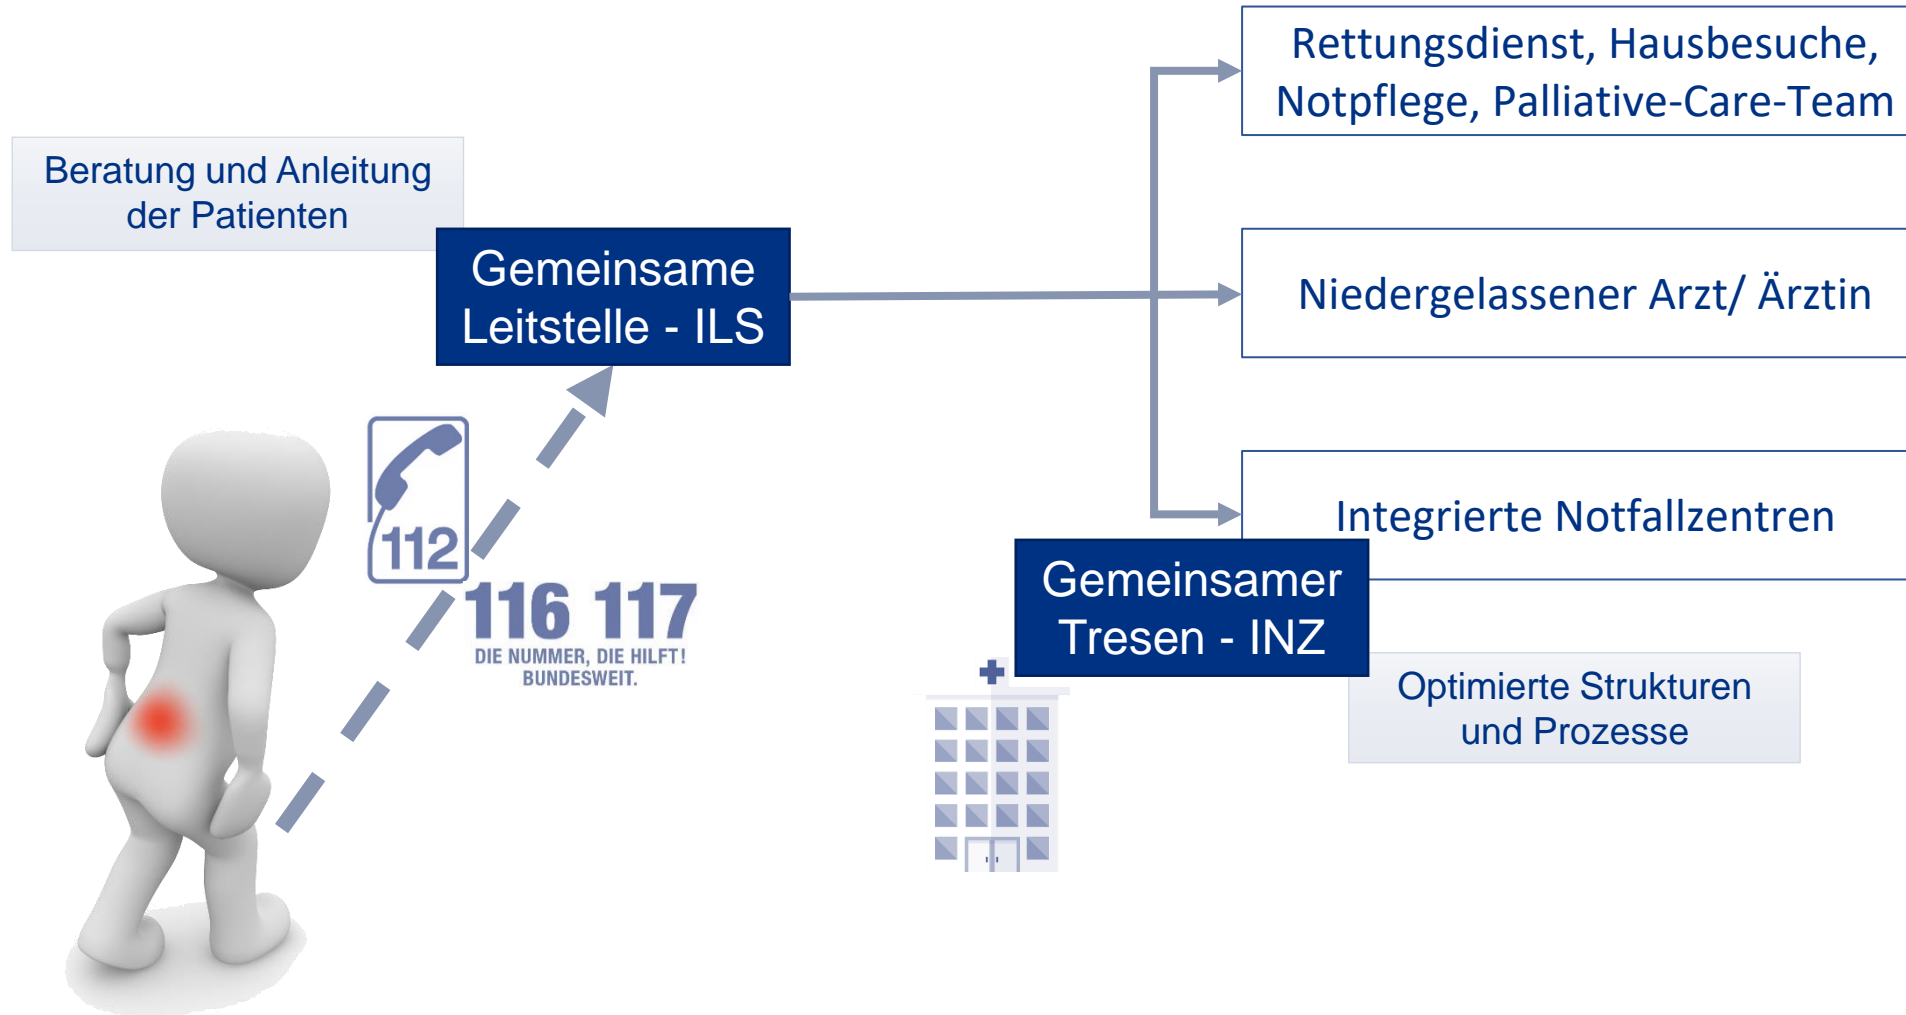 Rettungsdienst, Hausbesuche,
Notpflege, Palliative-Care-Team
Beratung und Anleitung
der Patienten
Gemeinsame
Leitstelle - ILS
Niedergelassener Arzt/ Ärztin
112
116 117
DIE NUMMER, DIE HILFT!
BUNDESWEIT.
Integrierte Notfallzentren
Gemeinsamer
Tresen - INZ
Optimierte Strukturen
und Prozesse